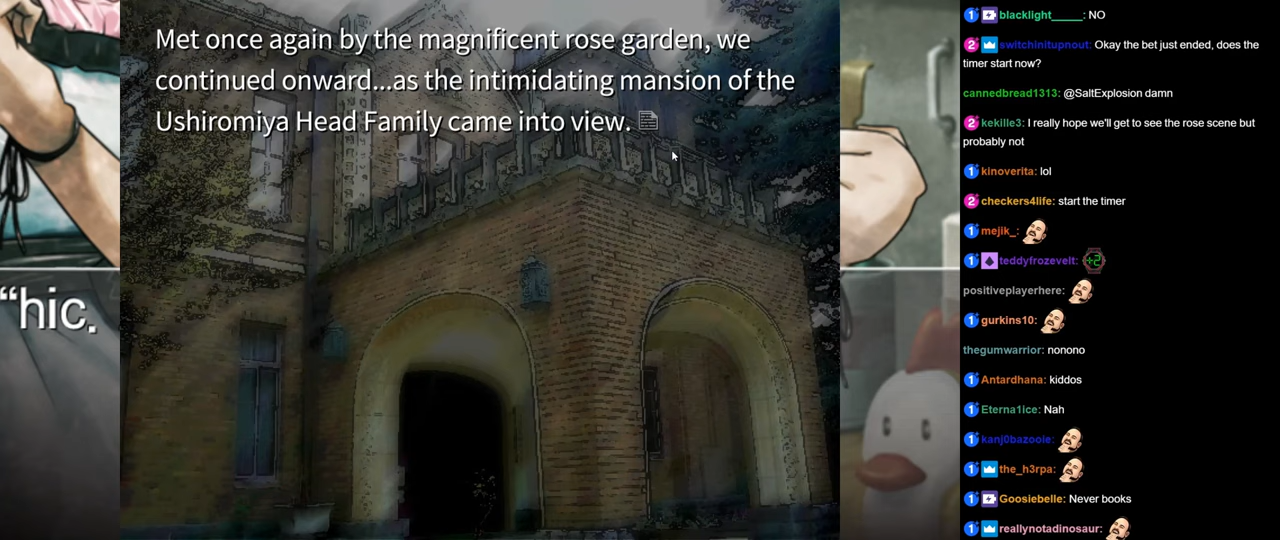 Met once again by the magnificent rose garden, we
continued onward...as the intimidating mansion of the
Ushiromiya Head Family came into view.
“hic.
blacklight_____: NO
switchinitupnout: Okay the bet just ended, does the
timer start now?
cannedbread1313: @SaltExplosion damn
kekille3: I really hope we'll get to see the rose scene but
probably not
kinoverita: lol
checkers4life: start the timer
mejik_:
teddyfrozevelt: +2
positiveplayerhere:
gurkins10:
thegumwarrior: nonono
Antardhana: kiddos
Eterna1ice: Nah
kanj0bazooie:
the_h3rpa:
Goosiebelle: Never books
reallynotadinosaur: